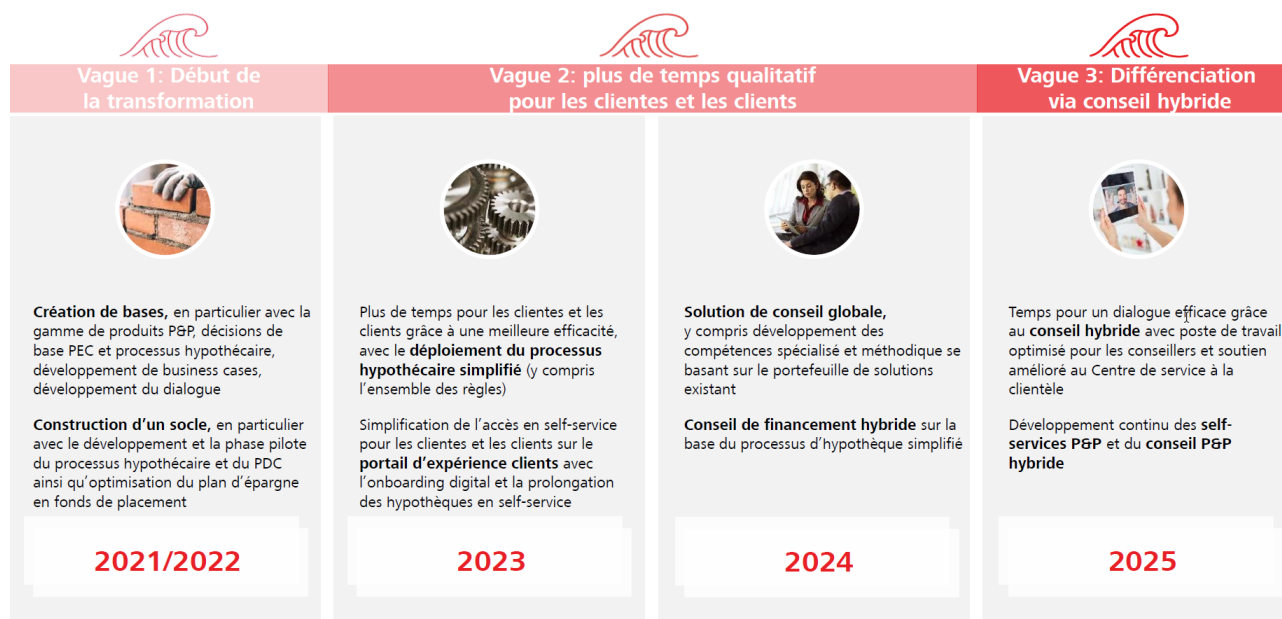 Vague 1: Début de
la transformation
Vague 2: plus de temps qualitatif
pour les clientes et les clients
Vague 3: Différenciation
via conseil hybride
Création de bases, en particulier avec la
gamme de produits P&P, décisions de
base PEC et processus hypothécaire,
développement de business cases,
développement du dialogue
Construction d’un socle, en particulier
avec le développement et la phase pilote
du processus hypothécaire et du PDC
ainsi qu’optimisation du plan d’épargne
en fonds de placement
2021/2022
Plus de temps pour les clientes et les
clients grâce à une meilleure efficacité,
avec le déploiement du processus
hypothécaire simplifié (y compris
l’ensemble des règles)
Simplification de l’accès en self-service
pour les clientes et les clients sur le
portail d’expérience clients avec
l’onboarding digital et la prolongation
des hypothèques en self-service
2023
Solution de conseil globale,
y compris développement des
compétences spécialisé et méthodique se
basant sur le portefeuille de solutions
existant
Conseil de financement hybride sur la
base du processus d’hypothèque simplifié
2024
Temps pour un dialogue efficace grâce
au conseil hybride avec poste de travail
optimisé pour les conseillers et soutien
amélioré au Centre de service à la
clientèle
Développement continu des self-
services P&P et du conseil P&P
hybride
2025